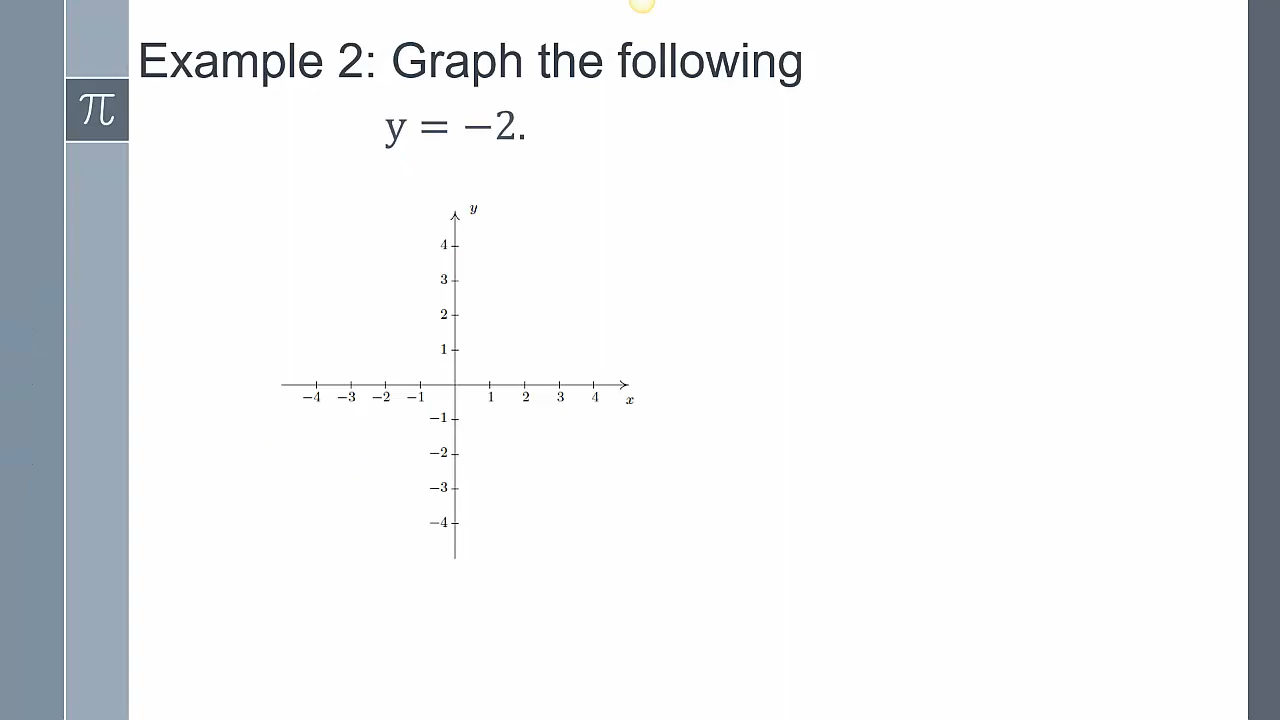 Example 2: Graph the following
π
y = −2.
y
4
3
2
1
−4 −3 −2 −1 1 2 3 4 x
−1
−2
−3
−4